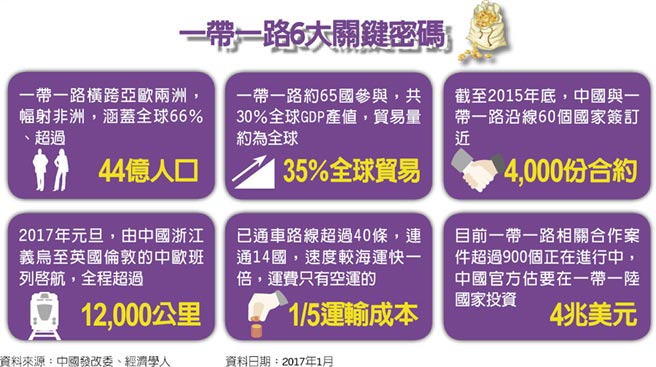 一帶一路6大關鍵密碼
一帶一路橫跨亞歐兩洲，
幅射非洲，涵蓋全球66%
、超過
44億人口
一帶一路約65國參與，共
30%全球GDP產值，貿易量
約為全球
35%全球貿易
截至2015年底，中國與一
帶一路沿線60個國家簽訂
近
4,000份合約
2017年元旦，由中國浙江
義烏至英國倫敦的中歐班
列啓航，全程超過
12,000公里
已通車路線超過40條，連
通14國，速度較海運快一
倍，運費只有空運的
1/5運輸成本
目前一帶一路相關合作案
件超過900個正在進行中，
中國官方估要在一帶一陸
國家投資
4兆美元
資料來源：中國發改委、經濟學人
資料日期：2017年1月